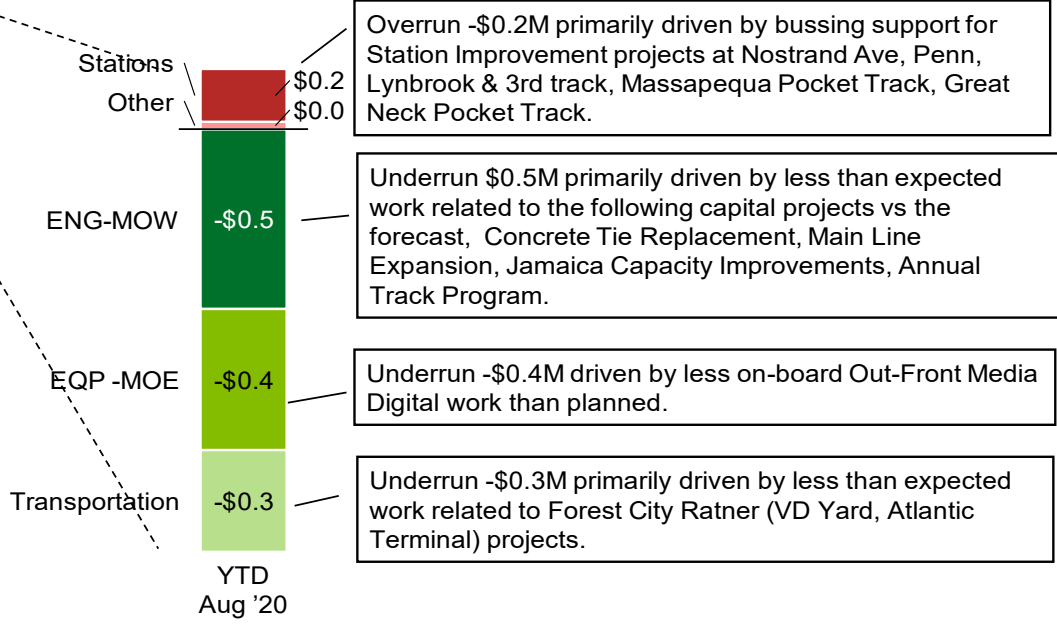 Overrun -$0.2M primarily driven by bussing support for
Station Improvement projects at Nostrand Ave, Penn,
Lynbrook & 3rd track, Massapequa Pocket Track, Great
Neck Pocket Track.
Stations
$0.2
Other
$0.0
Underrun $0.5M primarily driven by less than expected
work related to the following capital projects vs the
forecast, Concrete Tie Replacement, Main Line
Expansion, Jamaica Capacity Improvements, Annual
Track Program.
ENG-MOW
-$0.5
Underrun -$0.4M driven by less on-board Out-Front Media
Digital work than planned.
EQP -MOE
-$0.4
Underrun -$0.3M primarily driven by less than expected
work related to Forest City Ratner (VD Yard, Atlantic
Terminal) projects.
Transportation
-$0.3
YTD
Aug ’20